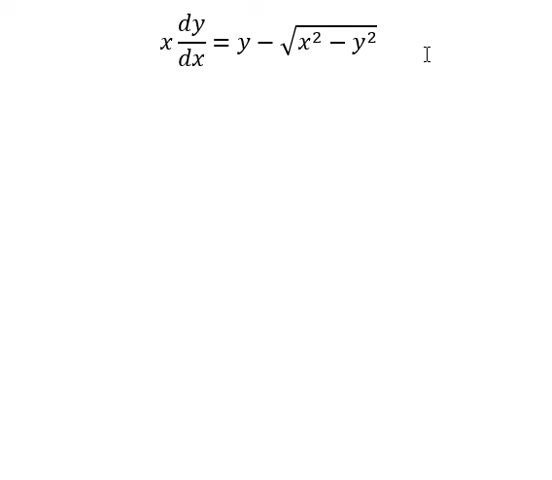 x dy/dx = y − √(x² − y²)